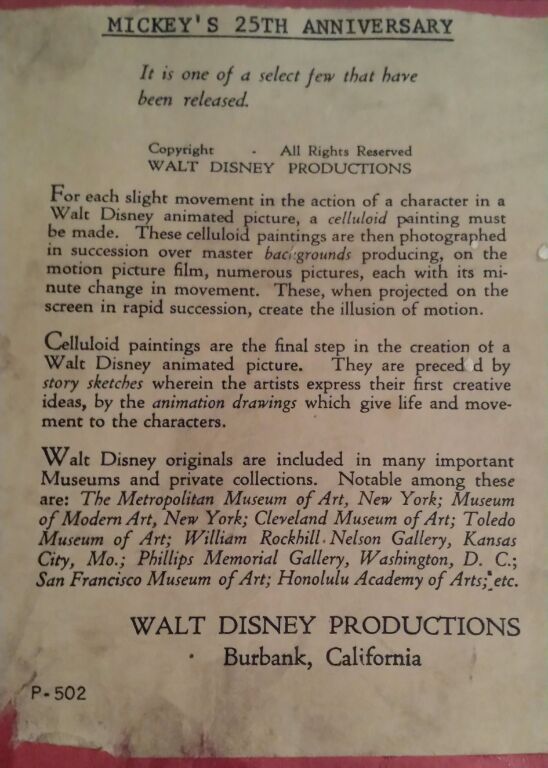 MICKEY'S 25TH ANNIVERSARY
It is one of a select few that have
been released.
Copyright - All Rights Reserved
WALT DISNEY PRODUCTIONS
For each slight movement in the action of a character in a
Walt Disney animated picture, a celluloid painting must
be made. These celluloid paintings are then photographed
in succession over master backgrounds producing, on the
motion picture film, numerous pictures, each with its mi-
nute change in movement. These, when projected on the
screen in rapid succession, create the illusion of motion.
Celluloid paintings are the final step in the creation of a
Walt Disney animated picture. They are preced d by
story sketches wherein the artists express their first creative
ideas, by the animation drawings which give life and move-
ment to the characters.
Walt Disney originals are included in many important
Museums and private collections. Notable among these
are: The Metropolitan Museum of Art, New York; Museum
of Modern Art, New York; Cleveland Museum of Art; Toledo
Museum of Art; William Rockhill Nelson Gallery, Kansas
City, Mo.; Phillips Memorial Gallery, Washington, D. C.;
San Francisco Museum of Art; Honolulu Academy of Arts; etc.
WALT DISNEY PRODUCTIONS
Burbank, California
P-502